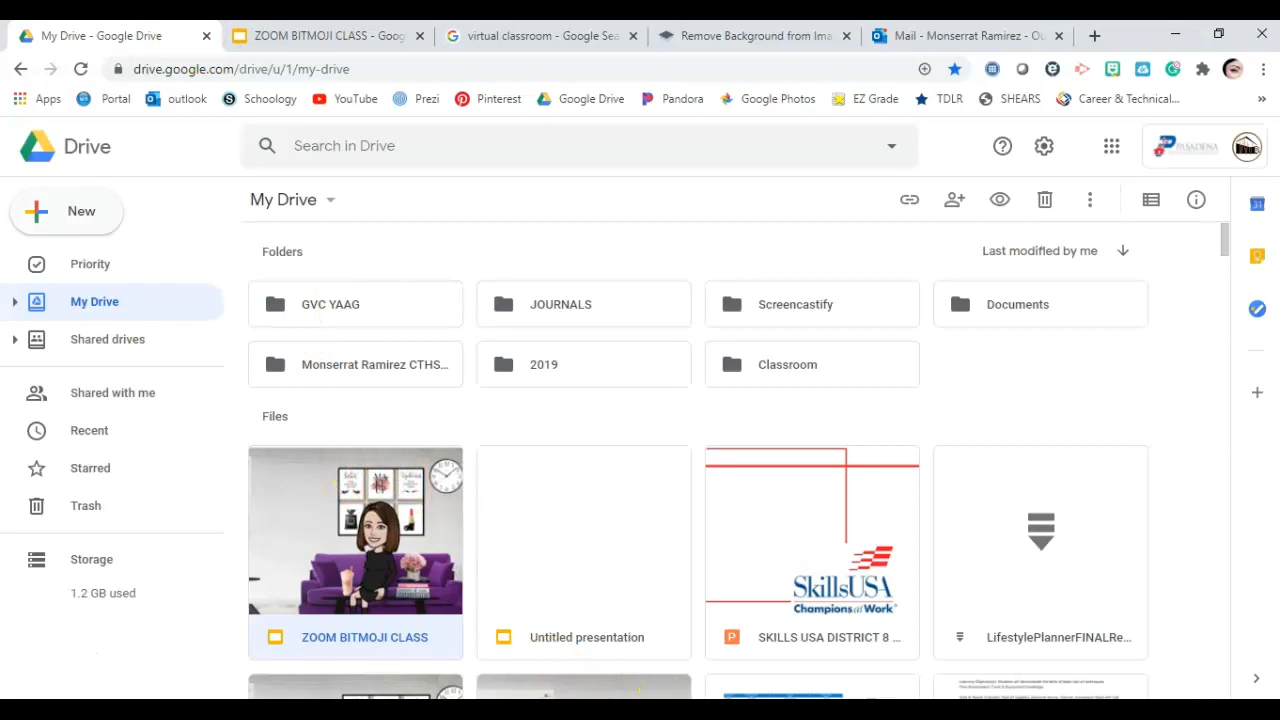 My Drive - Google Drive
ZOOM BITMOJI CLASS - Goog
virtual classroom - Google Sea
Remove Background from Ima
Mail - Monserrat Ramirez - Ou
drive.google.com/drive/u/1/my-drive
Apps
Portal
outlook
Schoology
YouTube
Prezi
Pinterest
Google Drive
Pandora
Google Photos
EZ Grade
TDLR
SHEARS
Career & Technical...
Drive
Search in Drive
PASADENA
New
My Drive
Priority
My Drive
Shared drives
Shared with me
Recent
Starred
Trash
Storage
1.2 GB used
Folders
Last modified by me
GVC YAAG
JOURNALS
Screencastify
Documents
Monserrat Ramirez CTHS...
2019
Classroom
Files
SkillsUSA
Champions at Work
ZOOM BITMOJI CLASS
Untitled presentation
SKILLS USA DISTRICT 8 ...
LifestylePlannerFINALRe...
31